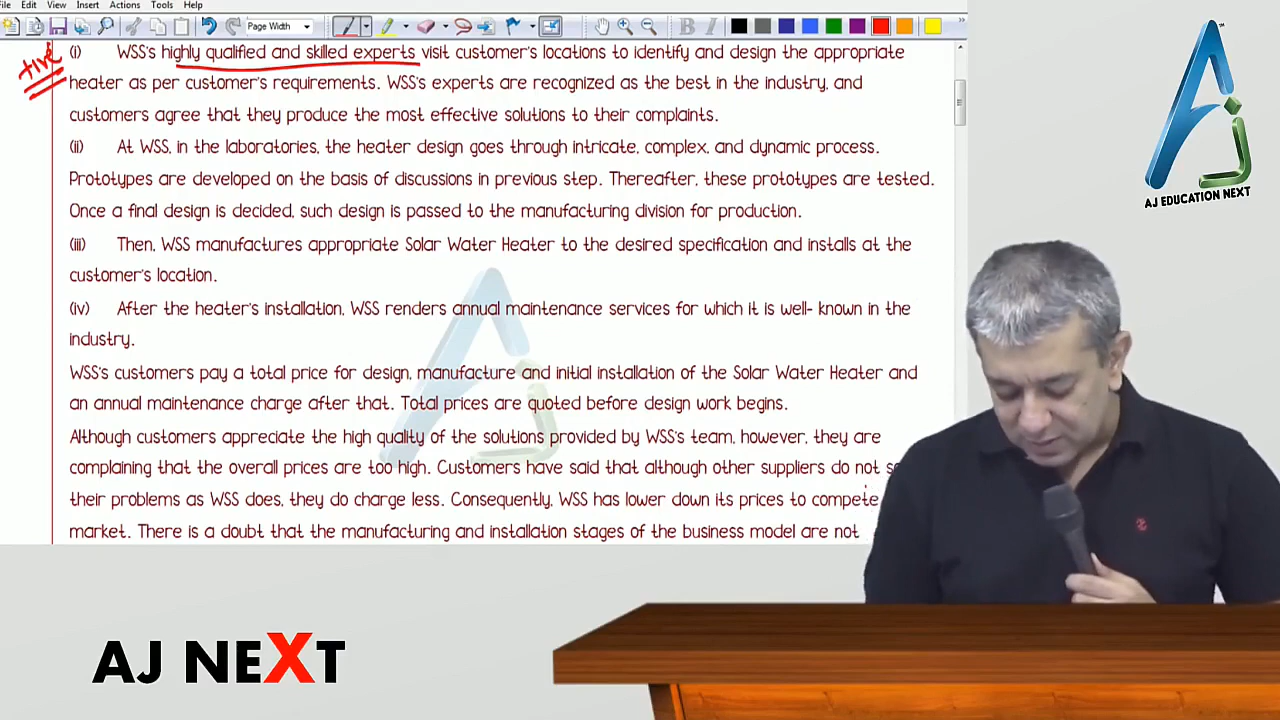 File Edit View Insert Actions Tools Help
Page Width
B U
+ive
(i) WSS's highly qualified and skilled experts visit customer's locations to identify and design the appropriate
heater as per customer's requirements. WSS's experts are recognized as the best in the industry, and
customers agree that they produce the most effective solutions to their complaints.
(ii) At WSS, in the laboratories, the heater design goes through intricate, complex, and dynamic process.
Prototypes are developed on the basis of discussions in previous step. Thereafter, these prototypes are tested.
Once a final design is decided, such design is passed to the manufacturing division for production.
(iii) Then, WSS manufactures appropriate Solar Water Heater to the desired specification and installs at the
customer's location.
(iv) After the heater's installation, WSS renders annual maintenance services for which it is well- known in the
industry.
WSS's customers pay a total price for design, manufacture and initial installation of the Solar Water Heater and
an annual maintenance charge after that. Total prices are quoted before design work begins.
Although customers appreciate the high quality of the solutions provided by WSS's team, however, they are
complaining that the overall prices are too high. Customers have said that although other suppliers do not
their problems as WSS does, they do charge less. Consequently, WSS has lower down its prices to compete
market. There is a doubt that the manufacturing and installation stages of the business model are not
AJ EDUCATION NEXT
AJ NEXT